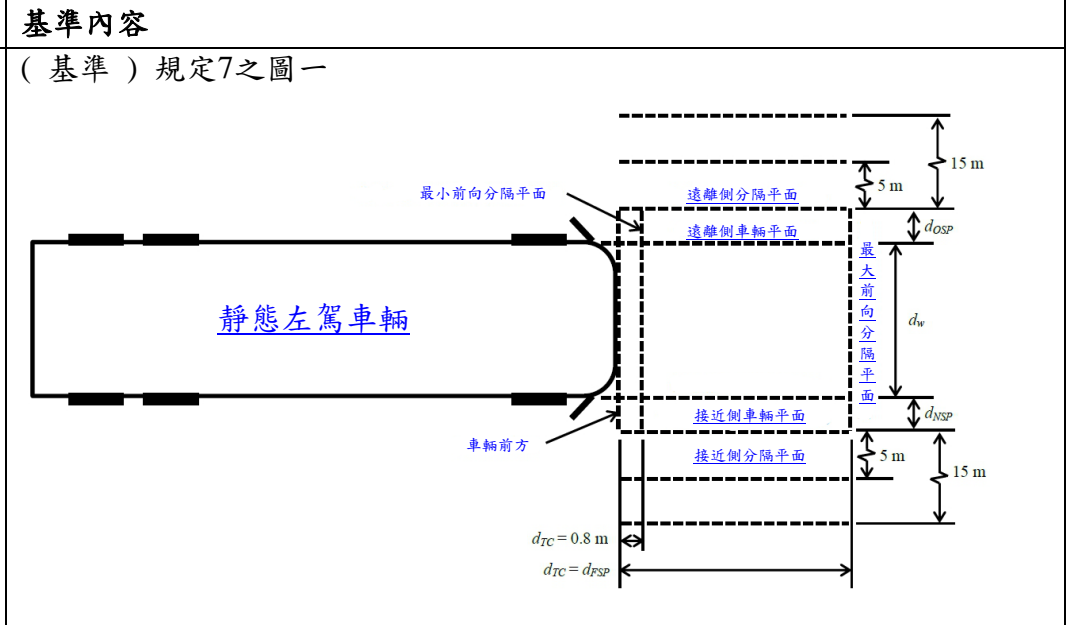 基準內容
( 基準 ) 規定7之圖一
15 m
5 m
最小前向分隔平面
遠離側分隔平面
dOSP
遠離側車輛平面
最大前向分隔平面
靜態左駕車輛
dw
接近側車輛平面
dNSP
車輛前方
接近側分隔平面
5 m
15 m
dTC = 0.8 m
dTC = dFSP